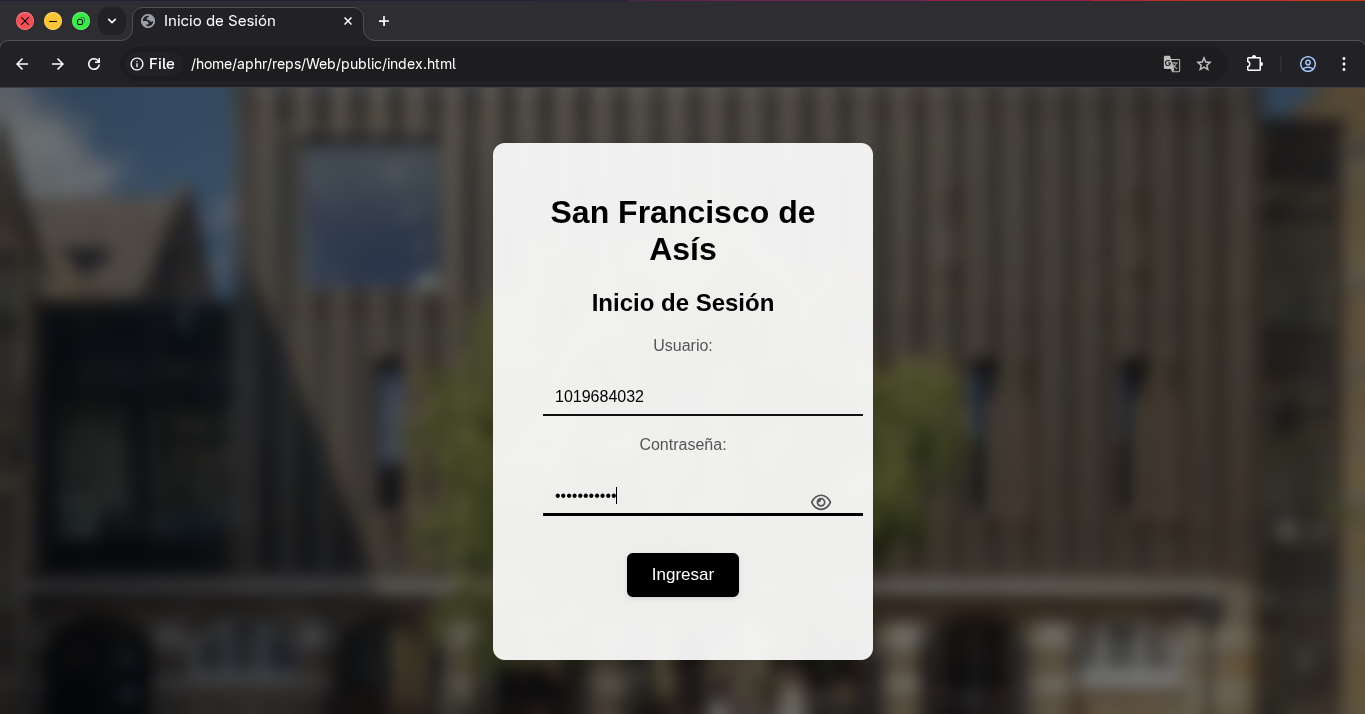 Inicio de Sesión
File /home/aphr/reps/Web/public/index.html
San Francisco de
Asís
Inicio de Sesión
Usuario:
1019684032
Contraseña:
•••••••••••
Ingresar